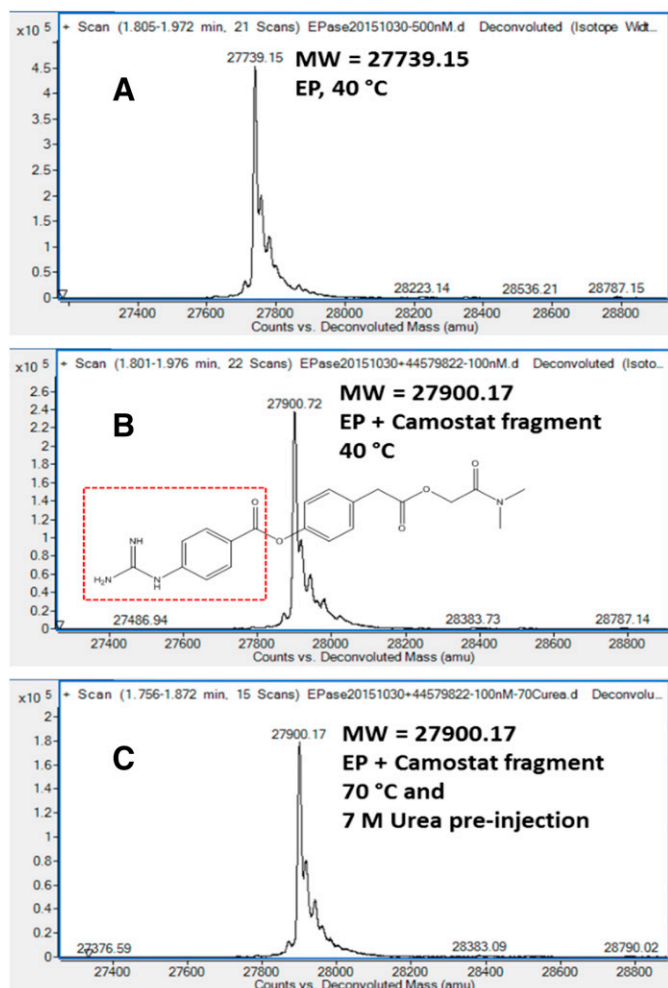 x10 5 + Scan (1.805-1.972 min, 21 Scans) EPase20151030-500nM.d Deconvoluted (Isotope Widt...
27739.15
MW = 27739.15
EP, 40 °C
A
4.5
4
3.5
3
2.5
2
1.5
1
0.5
0
28223.14 28536.21 28787.15
27400 27600 27800 28000 28200 28400 28600 28800
Counts vs. Deconvoluted Mass (amu)
x10 5 + Scan (1.801-1.976 min, 22 Scans) EPase20151030+44579822-100nM.d Deconvoluted (Isoto...
27900.72
MW = 27900.17
EP + Camostat fragment
40 °C
B
2.6
2.4
2.2
2
1.8
1.6
1.4
1.2
1
0.8
0.6
0.4
0.2
0
O
O
NH
H2N
N
H
O
O
O
N
27486.94 28383.73 28787.14
27400 27600 27800 28000 28200 28400 28600 28800
Counts vs. Deconvoluted Mass (amu)
x10 5 + Scan (1.756-1.872 min, 15 Scans) EPase20151030+44579822-100nM-70Curea.d Deconvolu...
27900.17
MW = 27900.17
EP + Camostat fragment
70 °C and
7 M Urea pre-injection
C
1.8
1.6
1.4
1.2
1
0.8
0.6
0.4
0.2
0
27376.59 28383.09 28790.02
27400 27600 27800 28000 28200 28400 28600 28800
Counts vs. Deconvoluted Mass (amu)